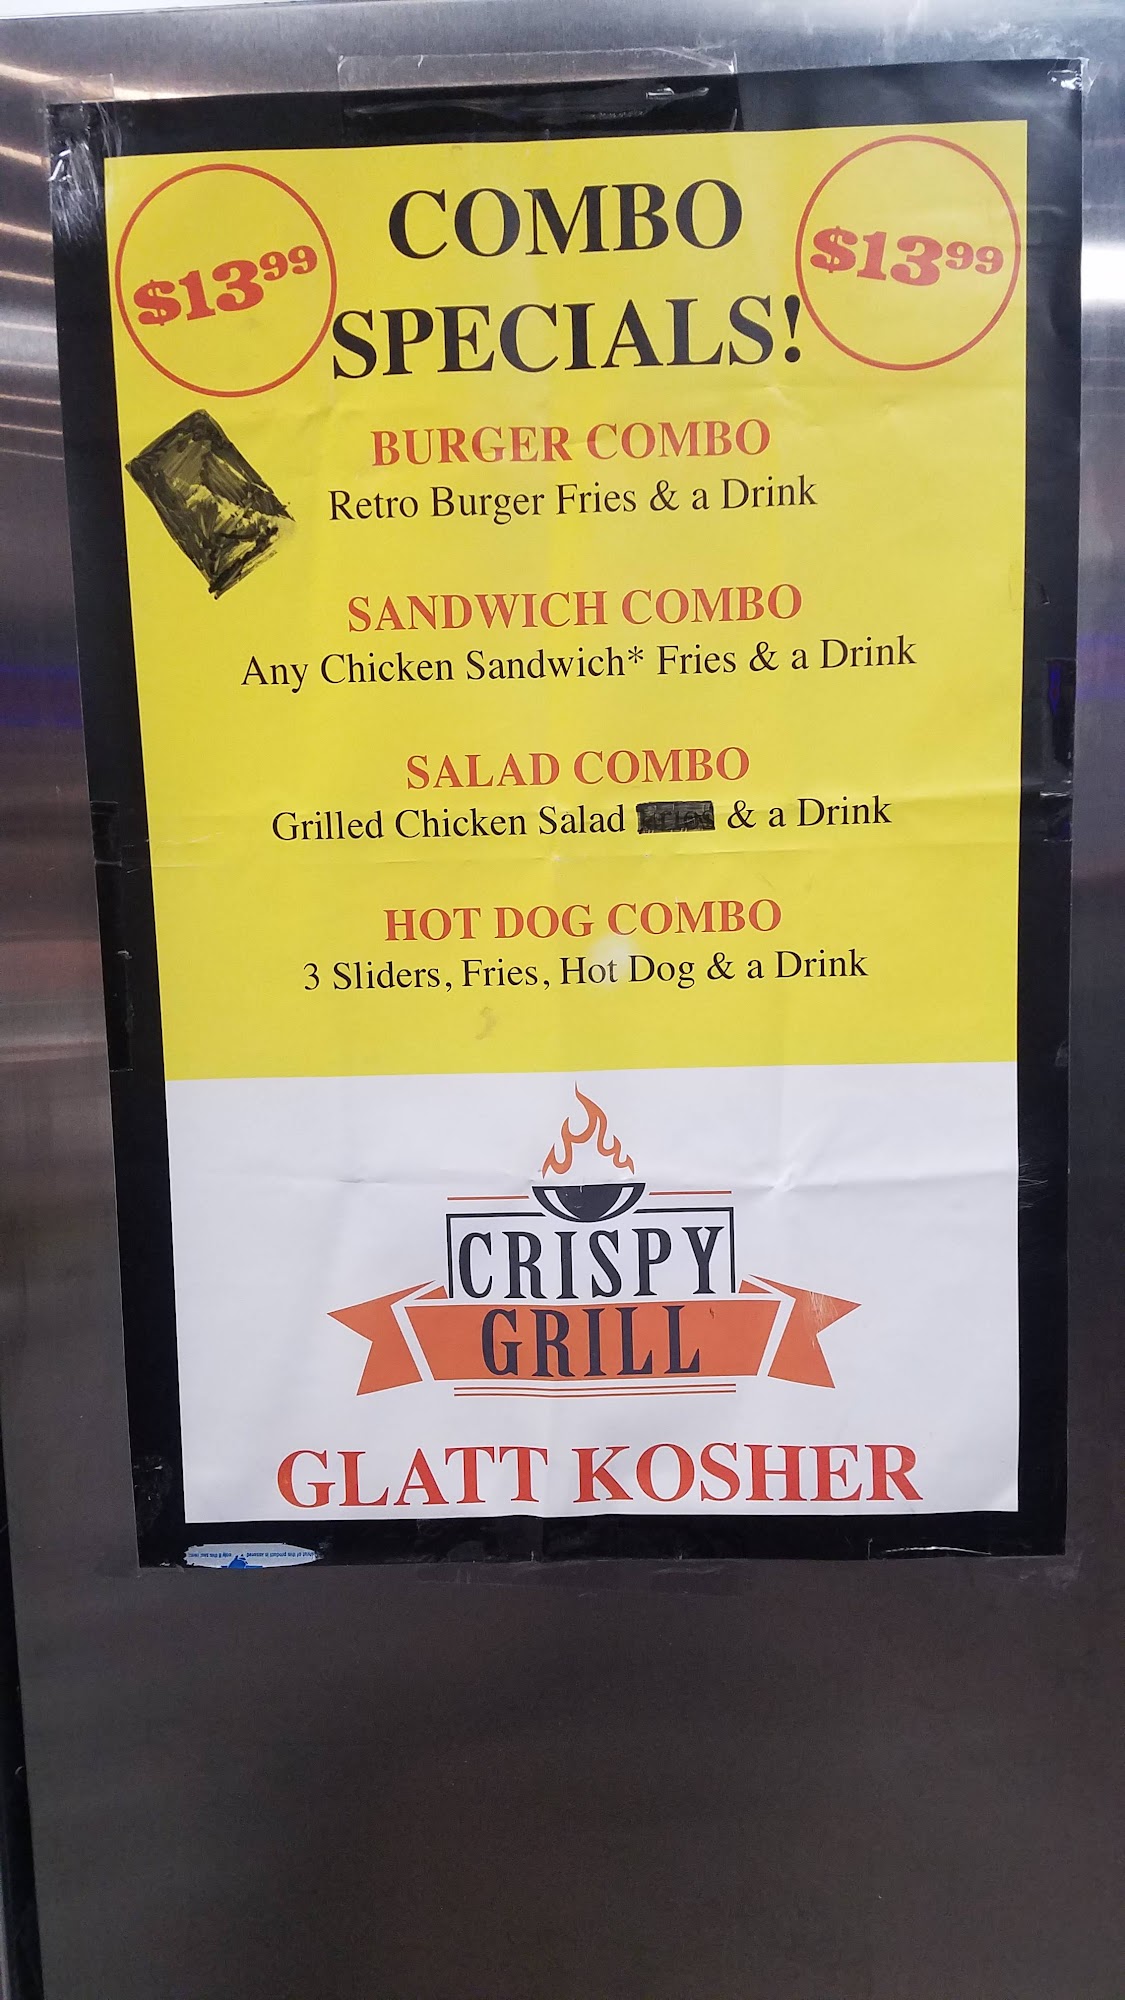 $13.99
COMBO
$13.99
SPECIALS!
BURGER COMBO
Retro Burger Fries & a Drink
SANDWICH COMBO
Any Chicken Sandwich* Fries & a Drink
SALAD COMBO
Grilled Chicken Salad & a Drink
HOT DOG COMBO
3 Sliders, Fries, Hot Dog & a Drink
CRISPY
GRILL
GLATT KOSHER